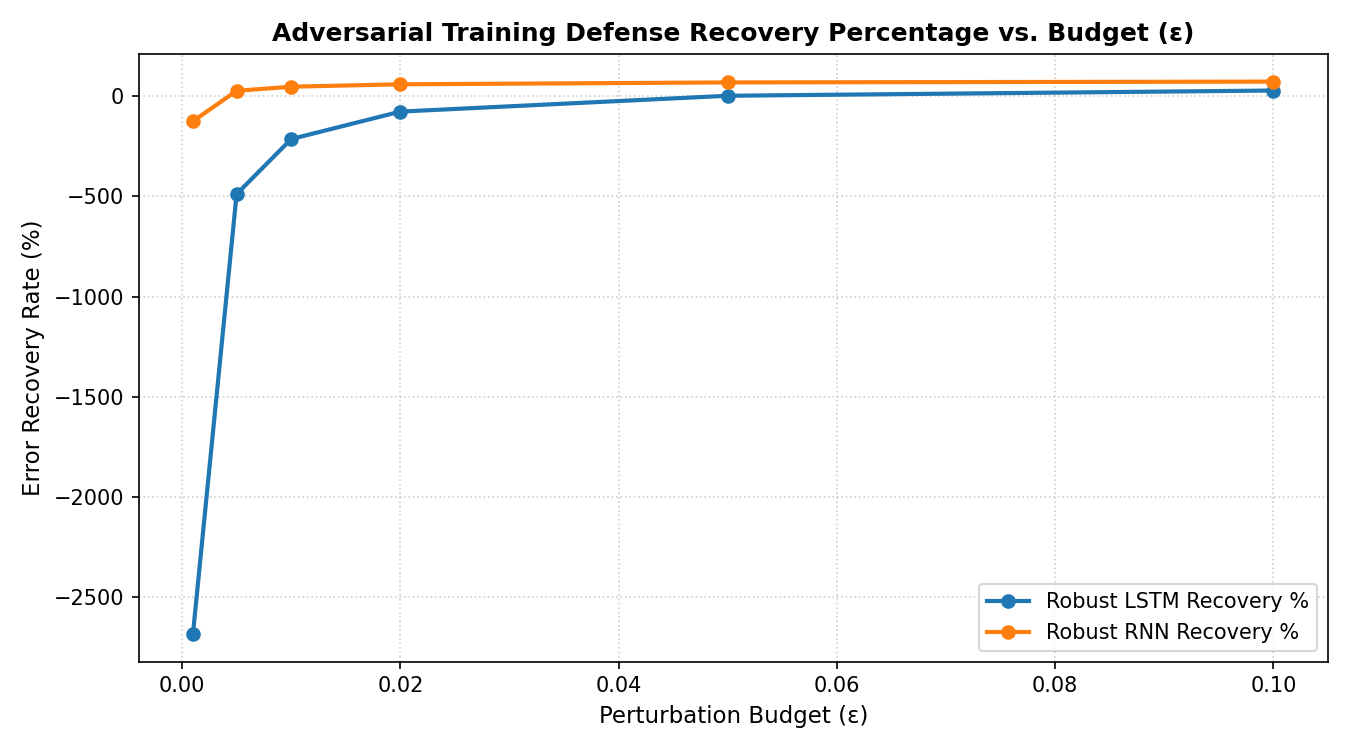 Adversarial Training Defense Recovery Percentage vs. Budget (ε)
Error Recovery Rate (%)
0
−500
−1000
−1500
−2000
−2500
0.00
0.02
0.04
0.06
0.08
0.10
Perturbation Budget (ε)
Robust LSTM Recovery %
Robust RNN Recovery %